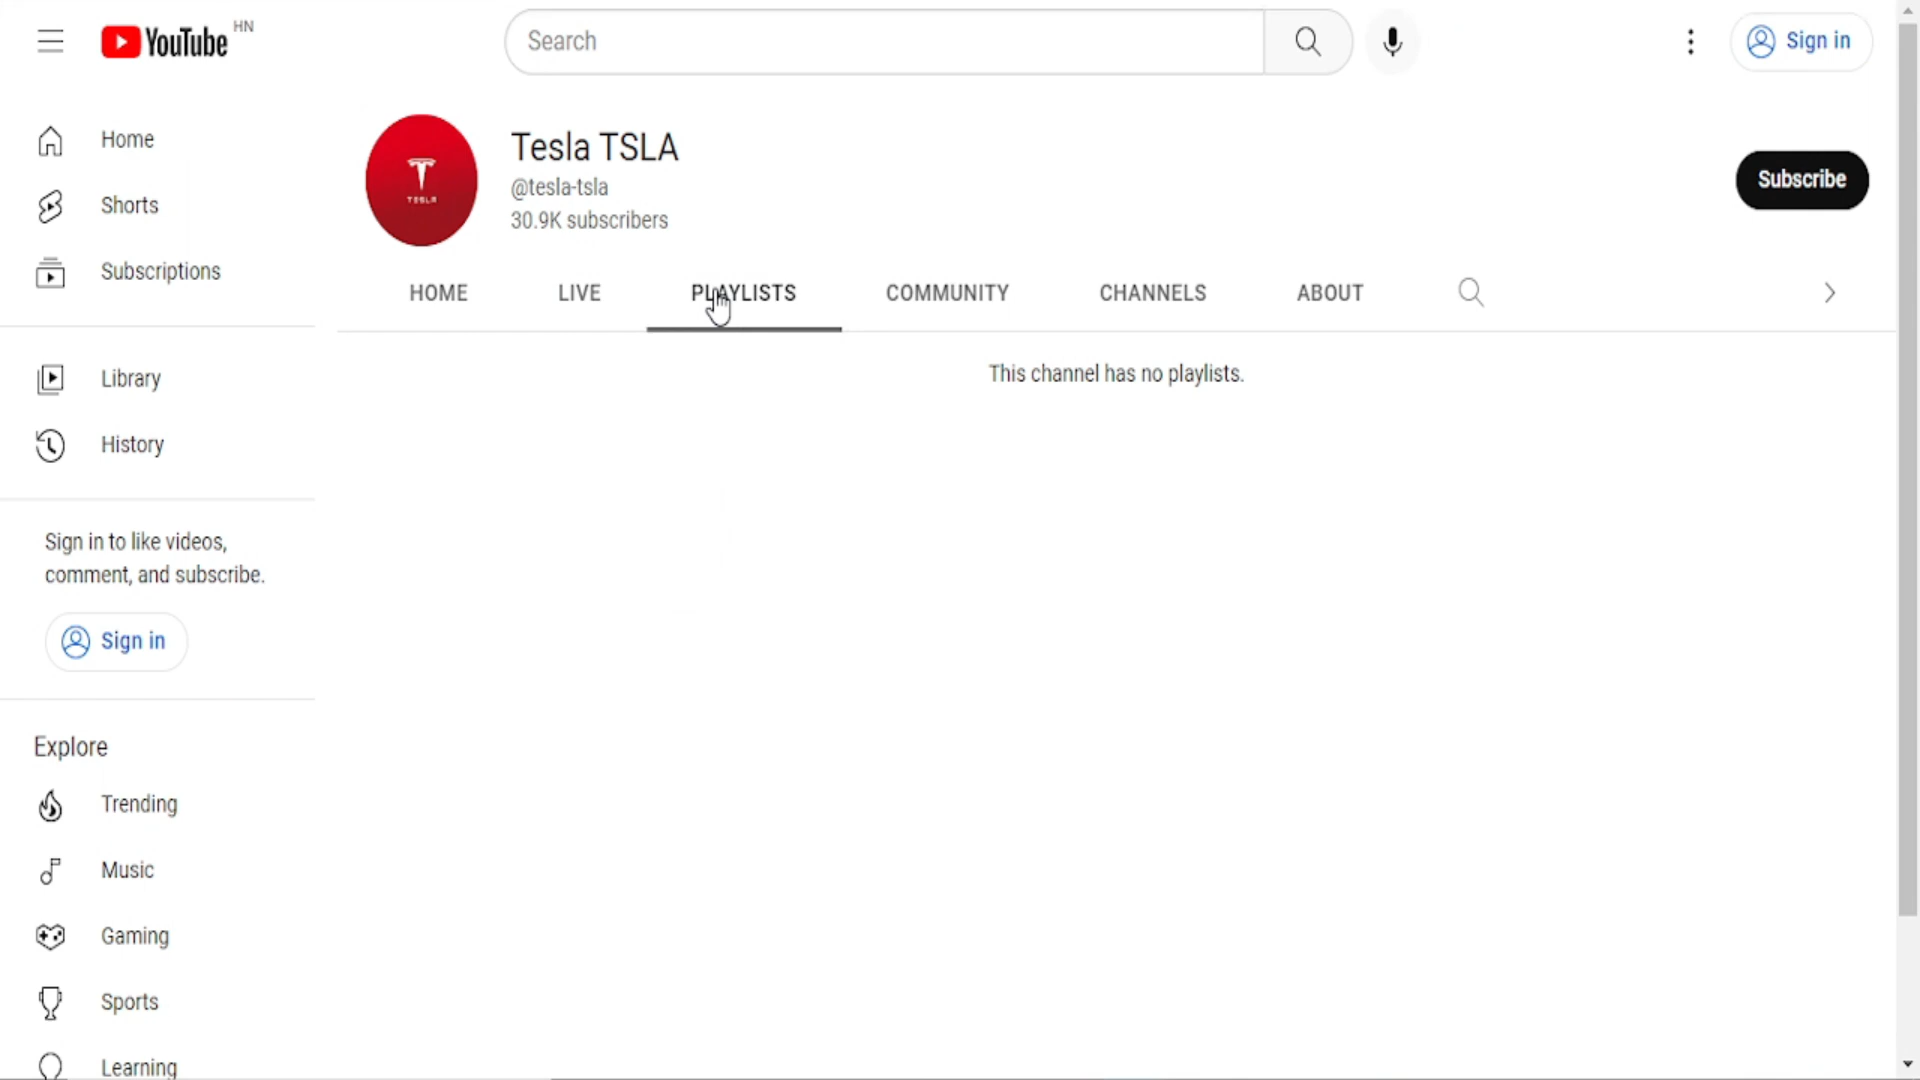 YouTube HN
Search
Sign in
Home
Shorts
Subscriptions
Library
History
Sign in to like videos,
comment, and subscribe.
Sign in
Explore
Trending
Music
Gaming
Sports
Learning
TESLA
Tesla TSLA
@tesla-tsla
30.9K subscribers
Subscribe
HOME LIVE PLAYLISTS COMMUNITY CHANNELS ABOUT
This channel has no playlists.